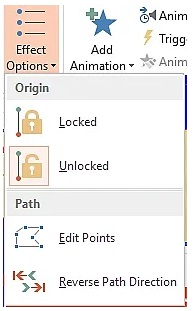 Effect Options
Add Animation
Anim
Trigg
Anim
Origin
Locked
Unlocked
Path
Edit Points
Reverse Path Direction